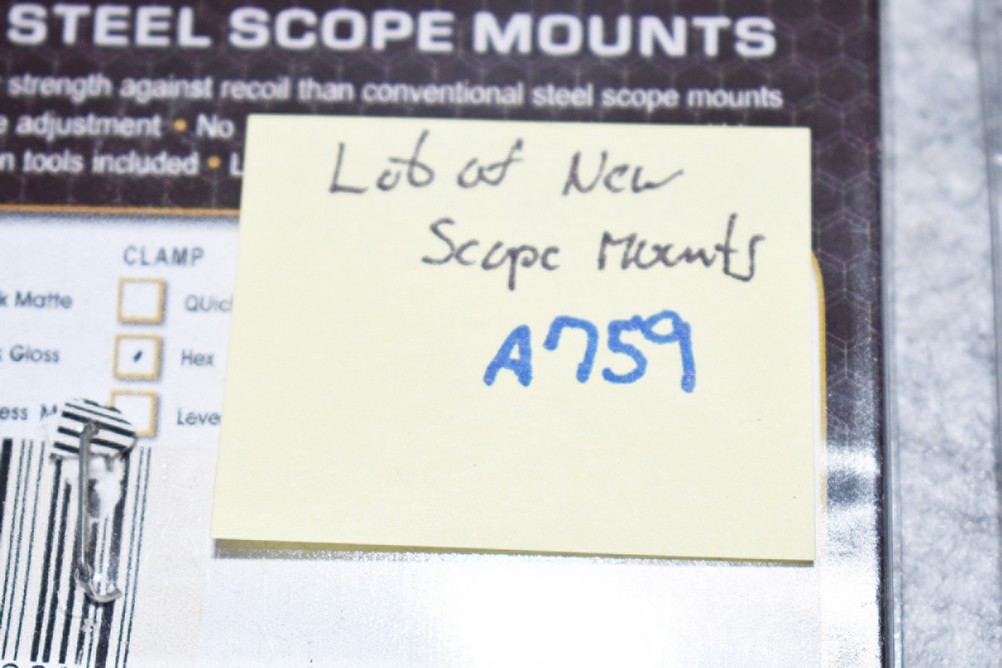 STEEL SCOPE MOUNTS
strength against recoil than conventional steel scope mounts
adjustment • No
tools included •
Lot of New
Scope Mounts
A759
CLAMP
Matte
Gloss Hex